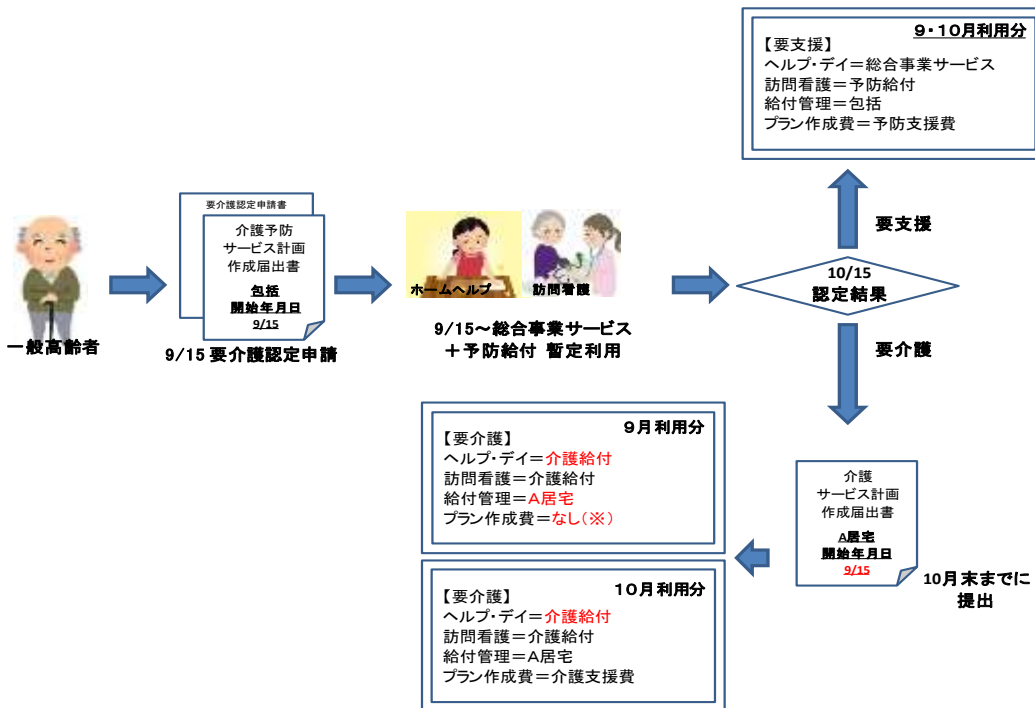 一般高齢者
要介護認定申請書
介護予防
サービス計画
作成届出書
包括
開始年月日
9/15
9/15 要介護認定申請
ホームヘルプ
訪問看護
9/15～総合事業サービス
＋予防給付 暫定利用
10/15
認定結果
要支援
9・10月利用分
【要支援】
ヘルプ・デイ＝総合事業サービス
訪問看護＝予防給付
給付管理＝包括
プラン作成費＝予防支援費
要介護
介護
サービス計画
作成届出書
A居宅
開始年月日
9/15
10月末までに
提出
9月利用分
【要介護】
ヘルプ・デイ＝介護給付
訪問看護＝介護給付
給付管理＝A居宅
プラン作成費＝なし(※)
10月利用分
【要介護】
ヘルプ・デイ＝介護給付
訪問看護＝介護給付
給付管理＝A居宅
プラン作成費＝介護支援費